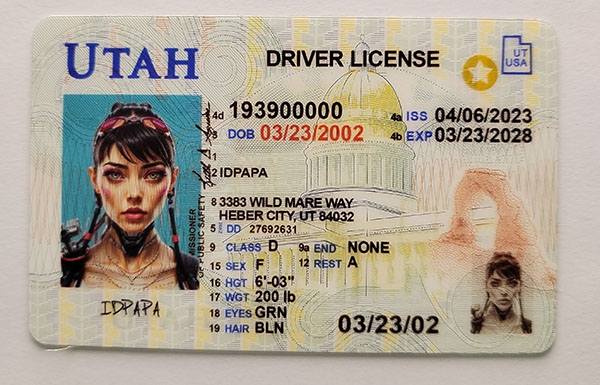 UTAH
DRIVER LICENSE
UT
USA
4d 193900000
4a ISS 04/06/2023
3 DOB 03/23/2002
4b EXP 03/23/2028
1
2 IDPAPA
8 3383 WILD MARE WAY
HEBER CITY, UT 84032
5 DD 27692631
9 CLASS D 9a END NONE
15 SEX F 12 REST A
16 HGT 6'-03"
17 WGT 200 lb
18 EYES GRN
19 HAIR BLN
03/23/02
IDPAPA
OF PUBLIC SAFETY